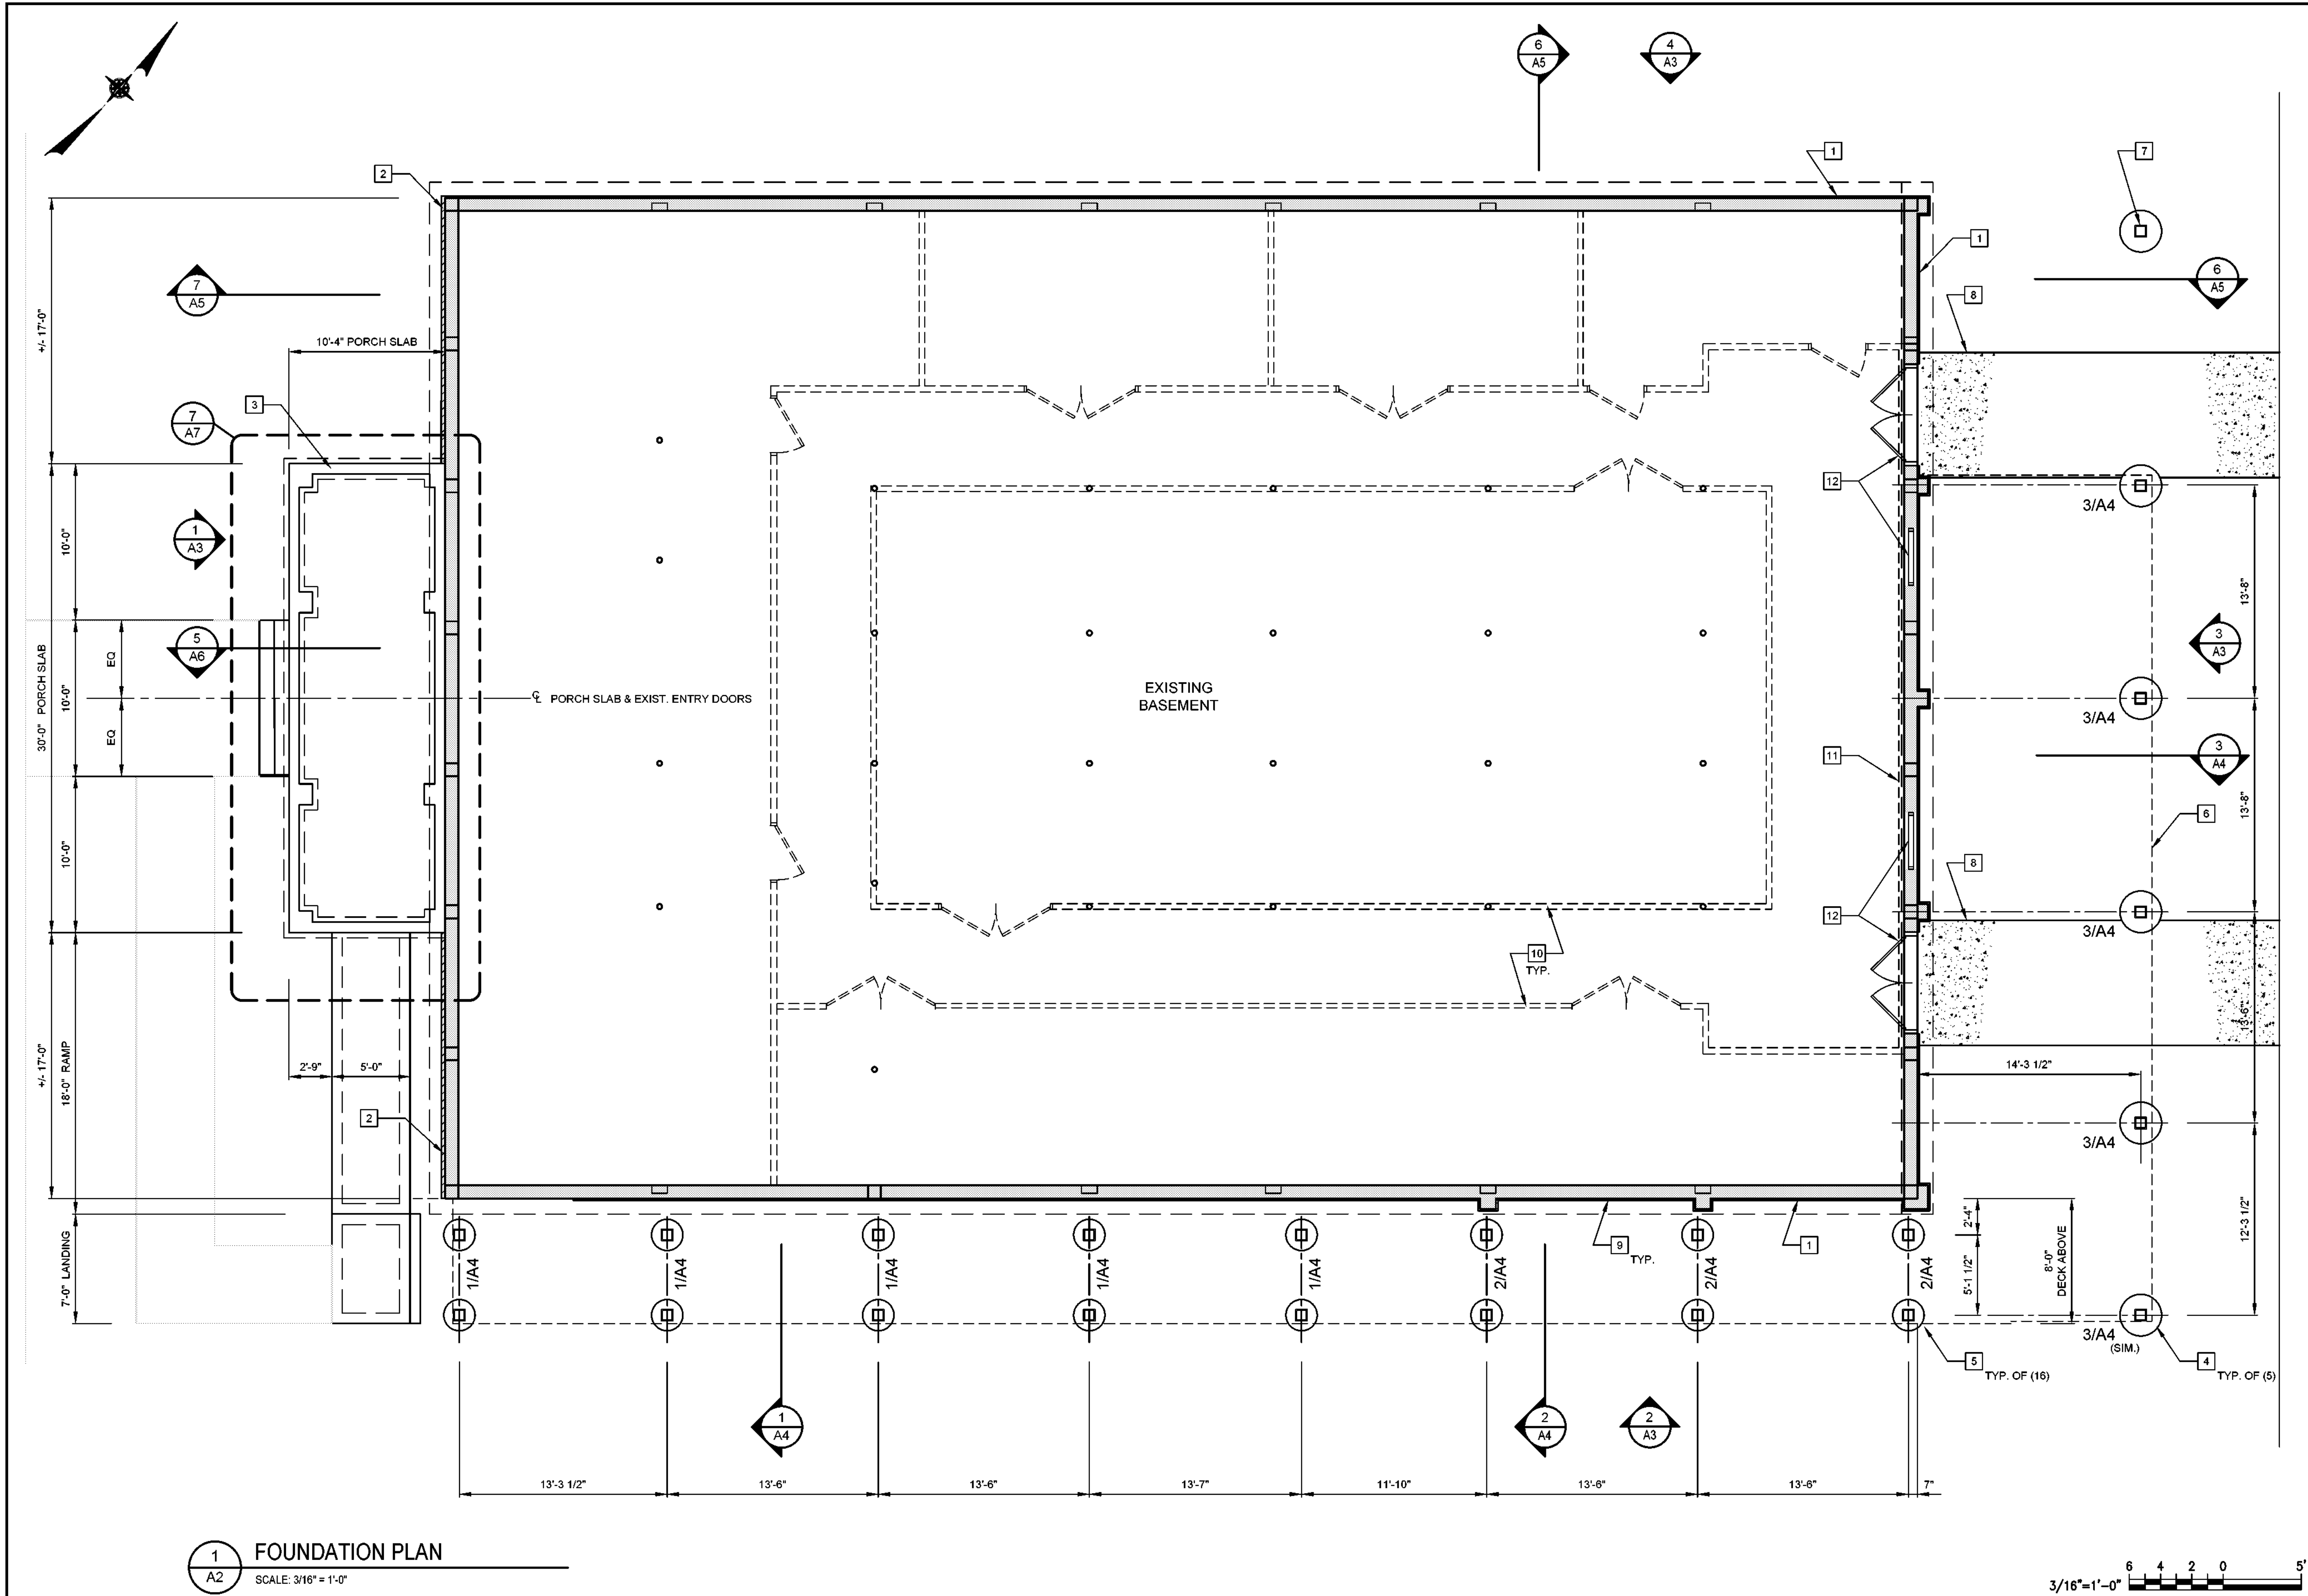 6
A5
4
A3
2
1
7
1
7
A5
6
A5
8
+/- 17'-0"
10'-4" PORCH SLAB
3
7
A7
12
3/A4
1
A3
10'-0"
13'-8"
5
A6
EQ
30'-0" PORCH SLAB
10'-0"
℄ PORCH SLAB & EXIST. ENTRY DOORS
EXISTING
BASEMENT
3
A3
3/A4
EQ
11
3
A4
13'-8"
6
10'-0"
8
12
3/A4
10
TYP.
13'-6"
+/- 17'-0"
18'-0" RAMP
2'-9"
5'-0"
14'-3 1/2"
2
3/A4
7'-0" LANDING
1/A4
1/A4
1/A4
1/A4
1/A4
2/A4
2/A4
2/A4
9
TYP.
1
2'-4"
5'-1 1/2"
8'-0"
DECK ABOVE
12'-3 1/2"
3/A4
(SIM.)
5
TYP. OF (16)
4
TYP. OF (5)
1
A4
2
A4
2
A3
13'-3 1/2"
13'-6"
13'-6"
13'-7"
11'-10"
13'-6"
13'-6"
7"
1
A2
FOUNDATION PLAN
SCALE: 3/16" = 1'-0"
3/16"=1'-0"
6 4 2 0 5'